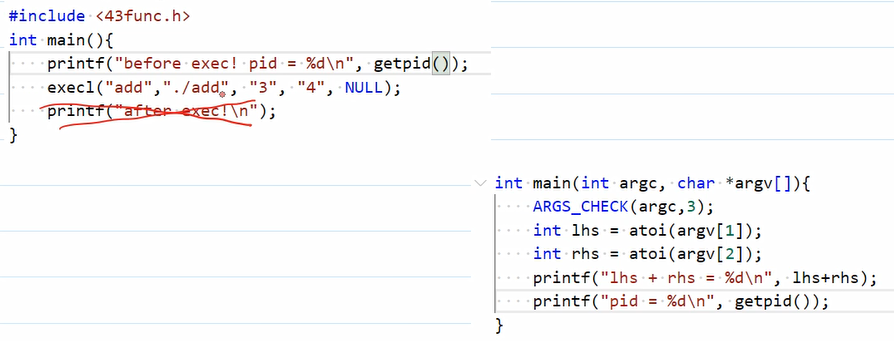 #include <43func.h>
int main(){
printf("before exec! pid = %d\n", getpid());
execl("add","./add", "3", "4", NULL);
printf("after exec!\n");
}
int main(int argc, char *argv[]){
ARGS_CHECK(argc,3);
int lhs = atoi(argv[1]);
int rhs = atoi(argv[2]);
printf("lhs + rhs = %d\n", lhs+rhs);
printf("pid = %d\n", getpid());
}